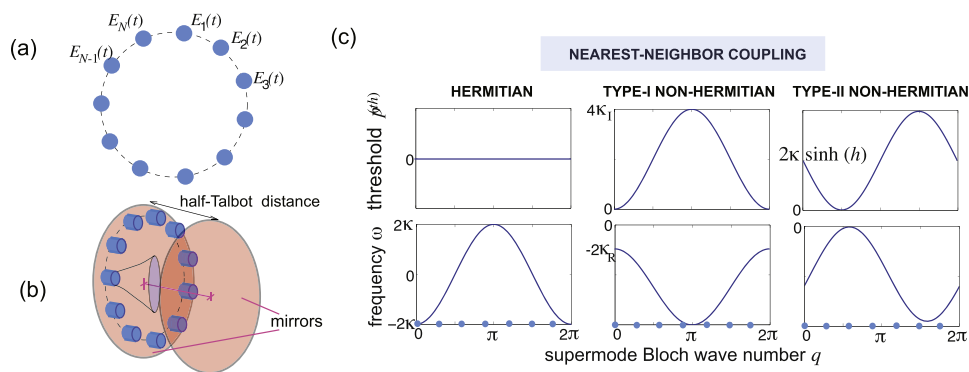 (a)
E_N(t)
E_1(t)
E_2(t)
E_{N-1}(t)
E_3(t)
half-Talbot distance
(b)
mirrors
(c)
NEAREST-NEIGHBOR COUPLING
HERMITIAN
TYPE-I NON-HERMITIAN
TYPE-II NON-HERMITIAN
threshold p^(th)
0
4κ_I
0
2κ sinh (h)
0
frequency ω
2κ
0
−2κ
0
-2κ_R
0
0 π 2π
0 π 2π
0 π 2π
supermode Bloch wave number q